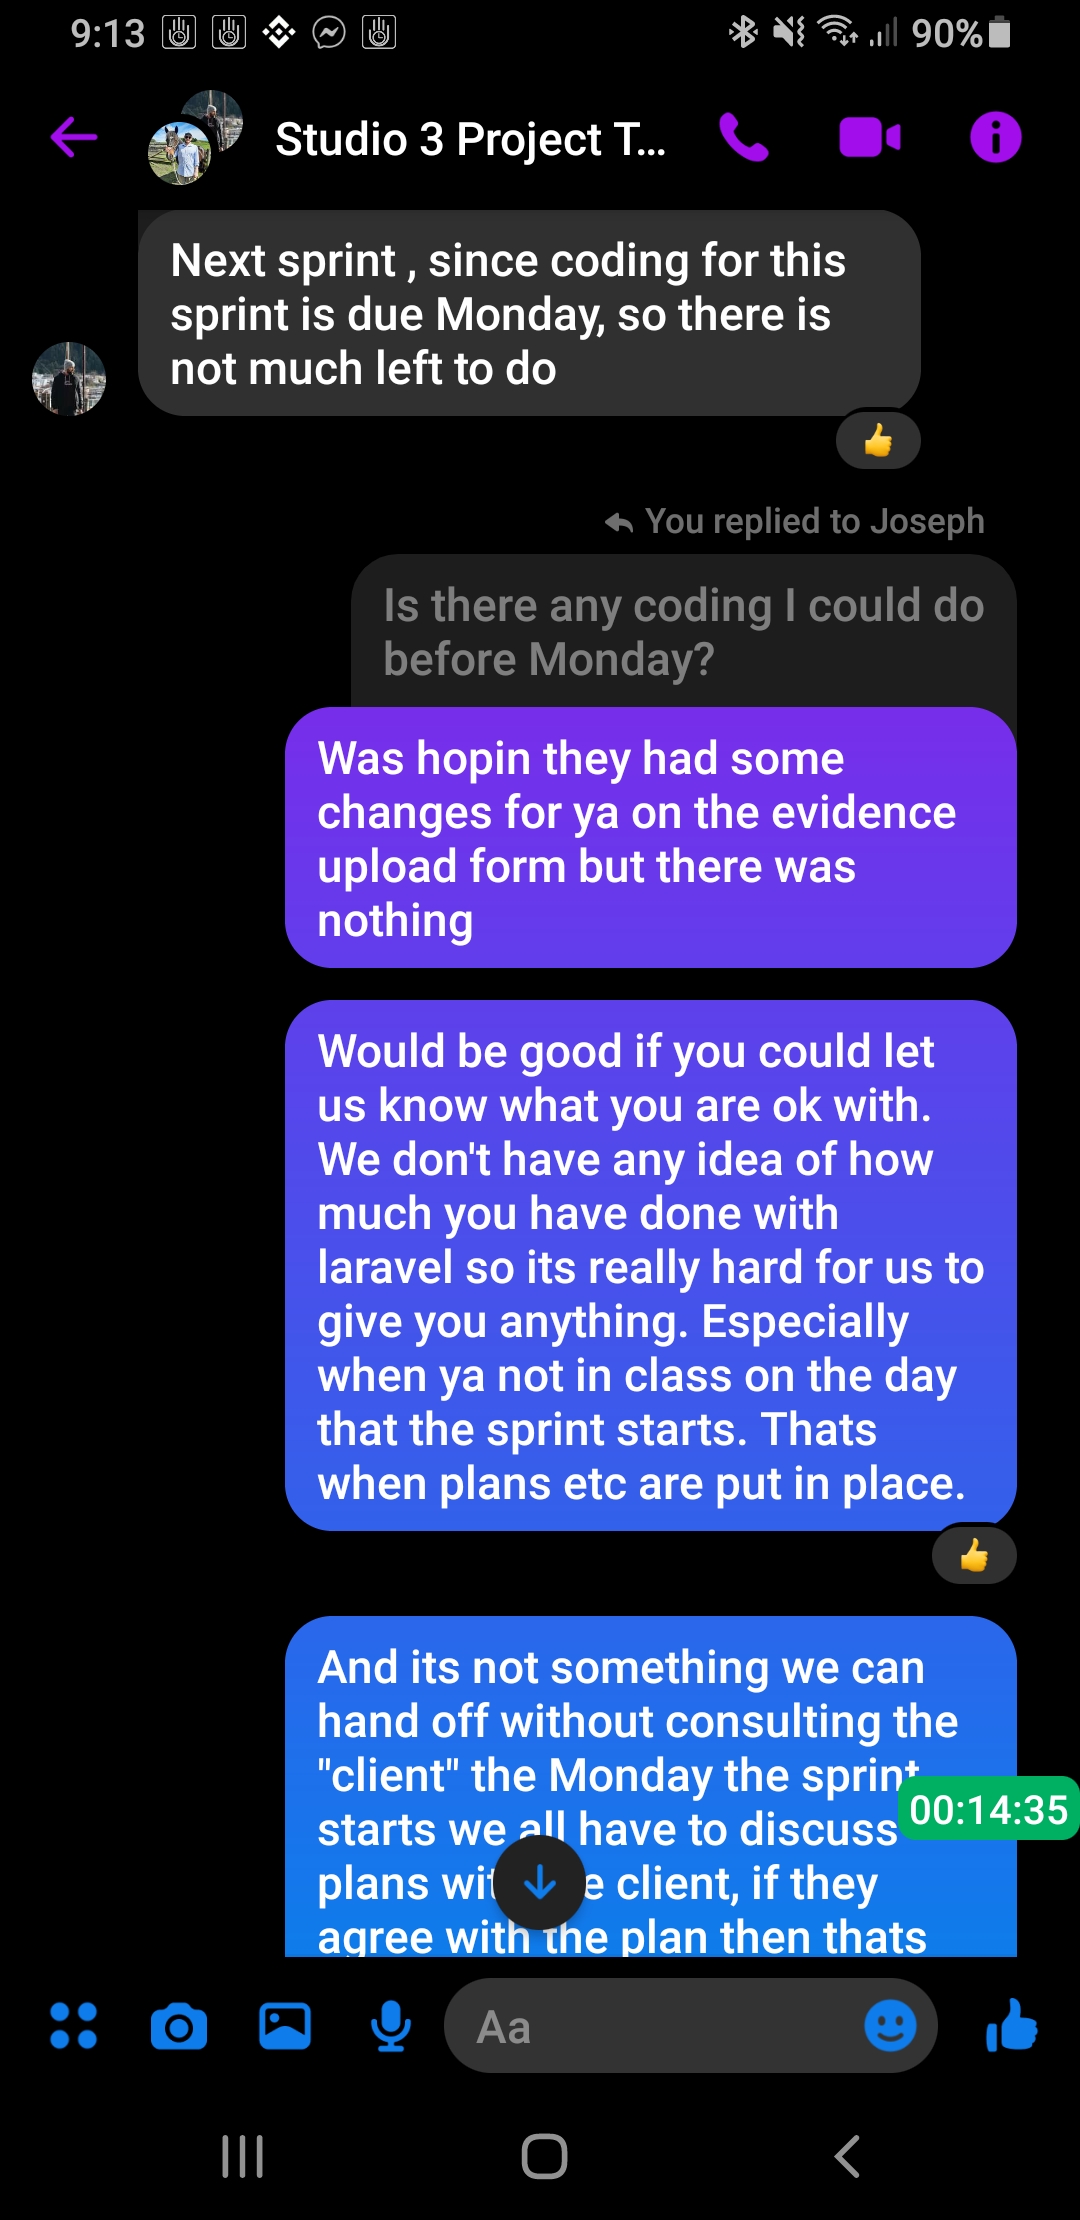 9:13
90%
Studio 3 Project T...
Next sprint , since coding for this
sprint is due Monday, so there is
not much left to do
You replied to Joseph
Is there any coding I could do
before Monday?
Was hopin they had some
changes for ya on the evidence
upload form but there was
nothing
Would be good if you could let
us know what you are ok with.
We don't have any idea of how
much you have done with
laravel so its really hard for us to
give you anything. Especially
when ya not in class on the day
that the sprint starts. Thats
when plans etc are put in place.
And its not something we can
hand off without consulting the
"client" the Monday the sprint
00:14:35
starts we all have to discuss
plans client, if they
agree with the plan then thats
Aa